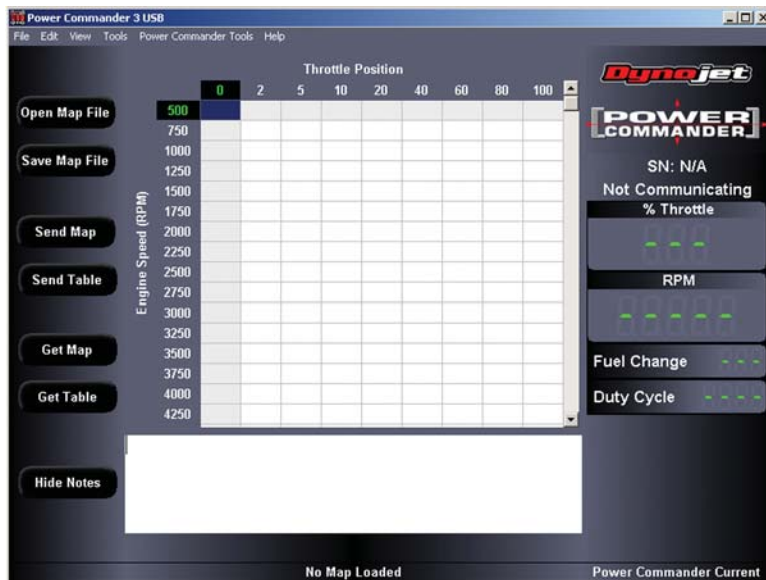 Power Commander 3 USB
File Edit View Tools Power Commander Tools Help
Throttle Position
0 2 5 10 20 40 60 80 100
Engine Speed (RPM)
500
750
1000
1250
1500
1750
2000
2250
2500
2750
3000
3250
3500
3750
4000
4250
Open Map File
Save Map File
Send Map
Send Table
Get Map
Get Table
Hide Notes
Dynojet
POWER
COMMANDER
SN: N/A
Not Communicating
% Throttle
- - -
RPM
- - - - -
Fuel Change - - -
Duty Cycle - - - -
No Map Loaded
Power Commander Current